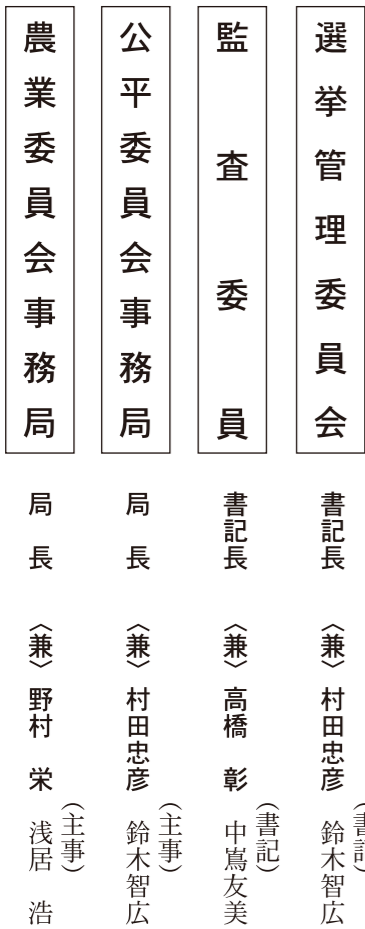 選挙管理委員会
書記長 〈兼〉 村田忠彦
(書記)
鈴木智広
監査委員
書記長 〈兼〉 高橋 彰
(書記)
中嶌友美
公平委員会事務局
局長 〈兼〉 村田忠彦
(主事)
鈴木智広
農業委員会事務局
局長 〈兼〉 野村 栄
(主事)
浅居 浩